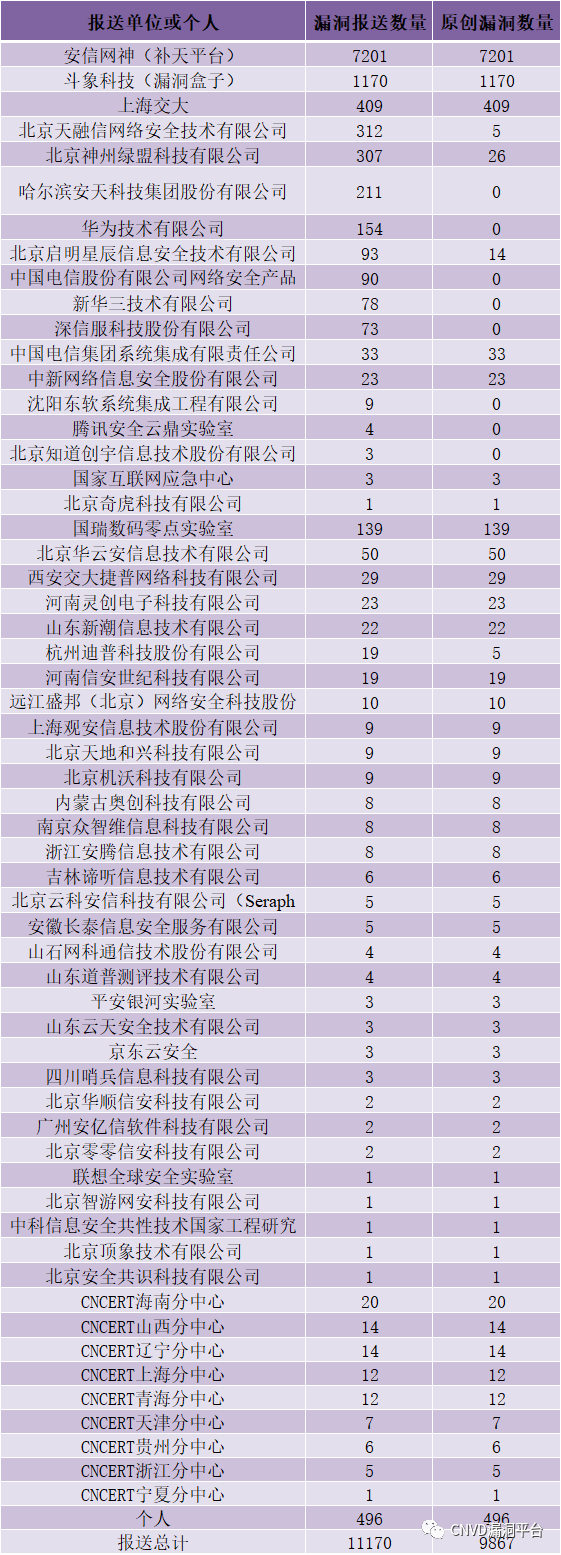 报送单位或个人 漏洞报送数量 原创漏洞数量
安信网神（补天平台） 7201 7201
斗象科技（漏洞盒子） 1170 1170
上海交大 409 409
北京天融信网络安全技术有限公司 312 5
北京神州绿盟科技有限公司 307 26
哈尔滨安天科技集团股份有限公司 211 0
华为技术有限公司 154 0
北京启明星辰信息安全技术有限公司 93 14
中国电信股份有限公司网络安全产品 90 0
新华三技术有限公司 78 0
深信服科技股份有限公司 73 0
中国电信集团系统集成有限责任公司 33 33
中新网络信息安全股份有限公司 23 23
沈阳东软系统集成工程有限公司 9 0
腾讯安全云鼎实验室 4 0
北京知道创宇信息技术股份有限公司 3 0
国家互联网应急中心 3 3
北京奇虎科技有限公司 1 1
国瑞数码零点实验室 139 139
北京华云安信息技术有限公司 50 50
西安交大捷普网络科技有限公司 29 29
河南灵创电子科技有限公司 23 23
山东新潮信息技术有限公司 22 22
杭州迪普科技股份有限公司 19 5
河南信安世纪科技有限公司 19 19
远江盛邦（北京）网络安全科技股份 10 10
上海观安信息技术股份有限公司 9 9
北京天地和兴科技有限公司 9 9
北京机沃科技有限公司 9 9
内蒙古奥创科技有限公司 8 8
南京众智维信息科技有限公司 8 8
浙江安腾信息技术有限公司 8 8
吉林谛听信息技术有限公司 6 6
北京云科安信科技有限公司（Seraph 5 5
安徽长泰信息安全服务有限公司 5 5
山石网科通信技术股份有限公司 4 4
山东道普测评技术有限公司 4 4
平安银河实验室 3 3
山东云天安全技术有限公司 3 3
京东云安全 3 3
四川哨兵信息科技有限公司 3 3
北京华顺信安科技有限公司 2 2
广州安亿信软件科技有限公司 2 2
北京零零信安科技有限公司 2 2
联想全球安全实验室 1 1
北京智游网安科技有限公司 1 1
中科信息安全共性技术国家工程研究 1 1
北京顶象技术有限公司 1 1
北京安全共识科技有限公司 1 1
CNCERT海南分中心 20 20
CNCERT山西分中心 14 14
CNCERT辽宁分中心 14 14
CNCERT上海分中心 12 12
CNCERT青海分中心 12 12
CNCERT天津分中心 7 7
CNCERT贵州分中心 6 6
CNCERT浙江分中心 5 5
CNCERT宁夏分中心 1 1
个人 496 496
报送总计 11170 9867
CNVD漏洞平台